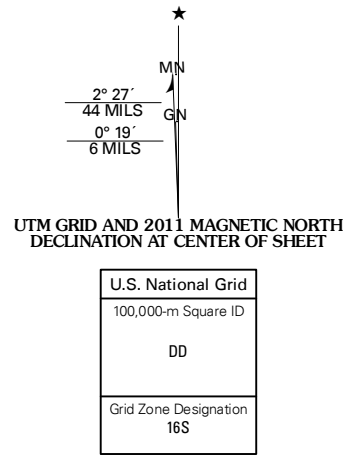 ★
MN
2° 27´
44 MILS
GN
0° 19´
6 MILS
UTM GRID AND 2011 MAGNETIC NORTH
DECLINATION AT CENTER OF SHEET
U.S. National Grid
100,000-m Square ID
DD
Grid Zone Designation
16S